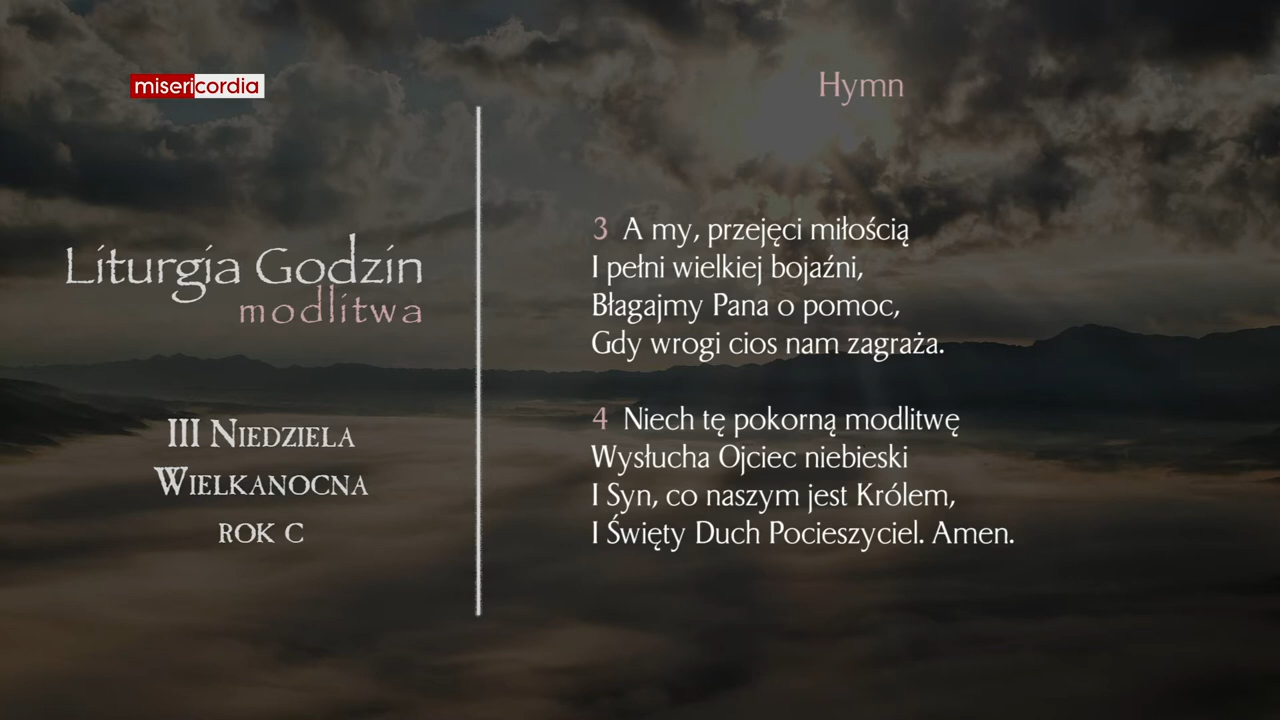 misericordia
Liturgia Godzin
modlitwa
III Niedziela
Wielkanocna
rok C
Hymn
3 A my, przejęci miłością
I pełni wielkiej bojaźni,
Błagajmy Pana o pomoc,
Gdy wrogi cios nam zagraża.
4 Niech tę pokorną modlitwę
Wysłucha Ojciec niebieski
I Syn, co naszym jest Królem,
I Święty Duch Pocieszyciel. Amen.